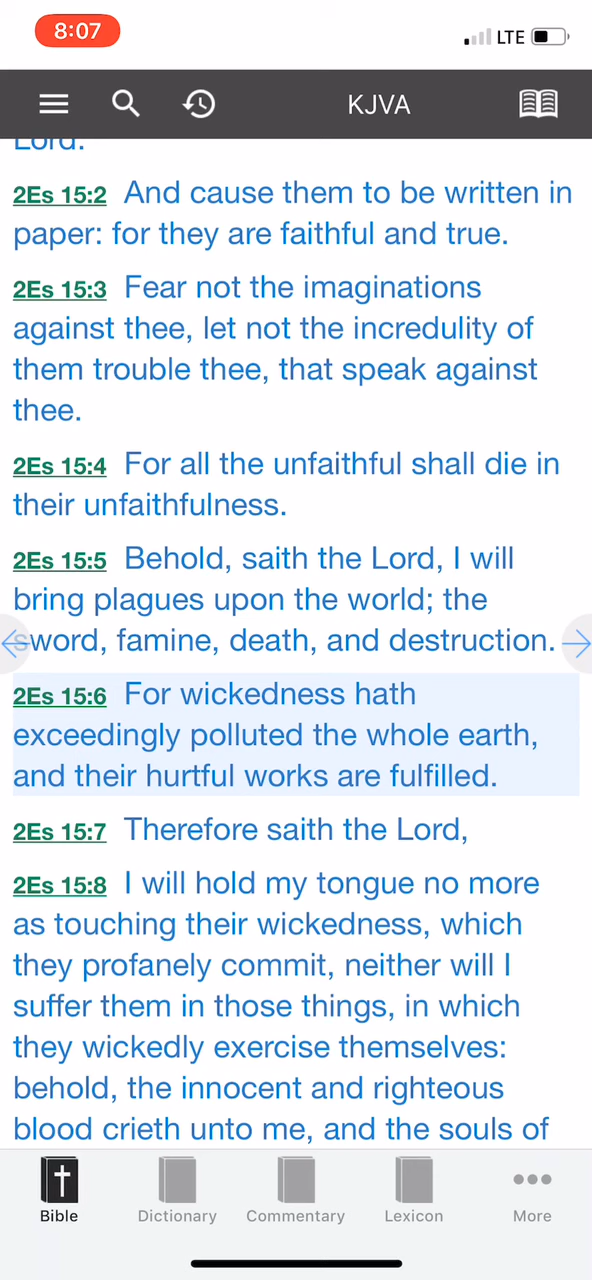 8:07
LTE
KJVA
Lord.
2Es 15:2 And cause them to be written in
paper: for they are faithful and true.
2Es 15:3 Fear not the imaginations
against thee, let not the incredulity of
them trouble thee, that speak against
thee.
2Es 15:4 For all the unfaithful shall die in
their unfaithfulness.
2Es 15:5 Behold, saith the Lord, I will
bring plagues upon the world; the
sword, famine, death, and destruction.
2Es 15:6 For wickedness hath
exceedingly polluted the whole earth,
and their hurtful works are fulfilled.
2Es 15:7 Therefore saith the Lord,
2Es 15:8 I will hold my tongue no more
as touching their wickedness, which
they profanely commit, neither will I
suffer them in those things, in which
they wickedly exercise themselves:
behold, the innocent and righteous
blood crieth unto me, and the souls of
Bible
Dictionary
Commentary
Lexicon
More